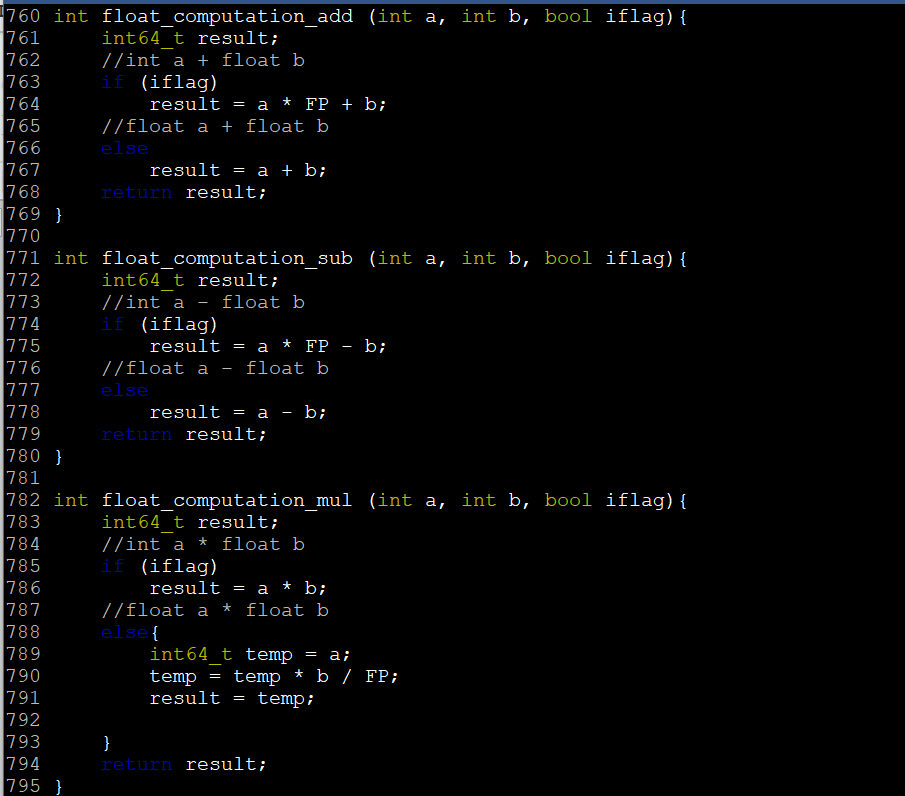 760 int float_computation_add (int a, int b, bool iflag){
761     int64_t result;
762     //int a + float b
763     if (iflag)
764         result = a * FP + b;
765     //float a + float b
766     else
767         result = a + b;
768     return result;
769 }
770
771 int float_computation_sub (int a, int b, bool iflag){
772     int64_t result;
773     //int a - float b
774     if (iflag)
775         result = a * FP - b;
776     //float a - float b
777     else
778         result = a - b;
779     return result;
780 }
781
782 int float_computation_mul (int a, int b, bool iflag){
783     int64_t result;
784     //int a * float b
785     if (iflag)
786         result = a * b;
787     //float a * float b
788     else{
789         int64_t temp = a;
790         temp = temp * b / FP;
791         result = temp;
792
793     }
794     return result;
795 }